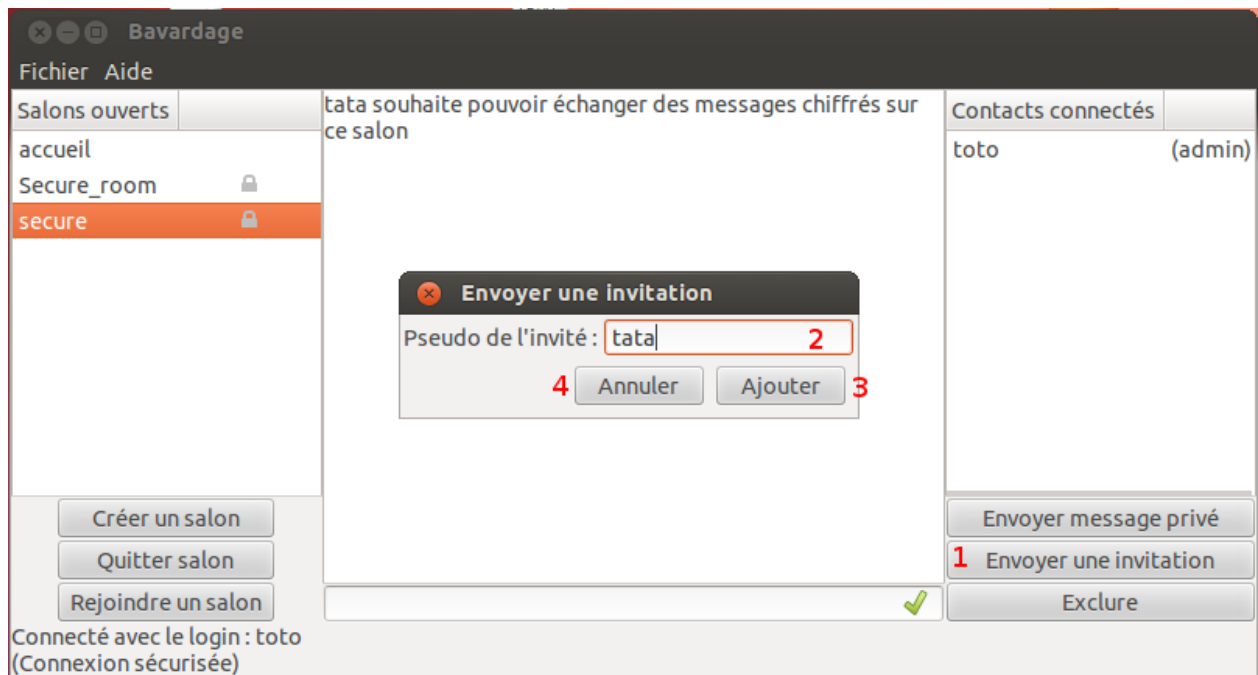 Bavardage
Fichier Aide
Salons ouverts
accueil
Secure_room
secure
tata souhaite pouvoir échanger des messages chiffrés sur
ce salon
Contacts connectés
toto (admin)
Envoyer une invitation
Pseudo de l'invité : tata 2
4 Annuler Ajouter 3
Créer un salon
Quitter salon
Rejoindre un salon
Envoyer message privé
1 Envoyer une invitation
Exclure
Connecté avec le login : toto
(Connexion sécurisée)